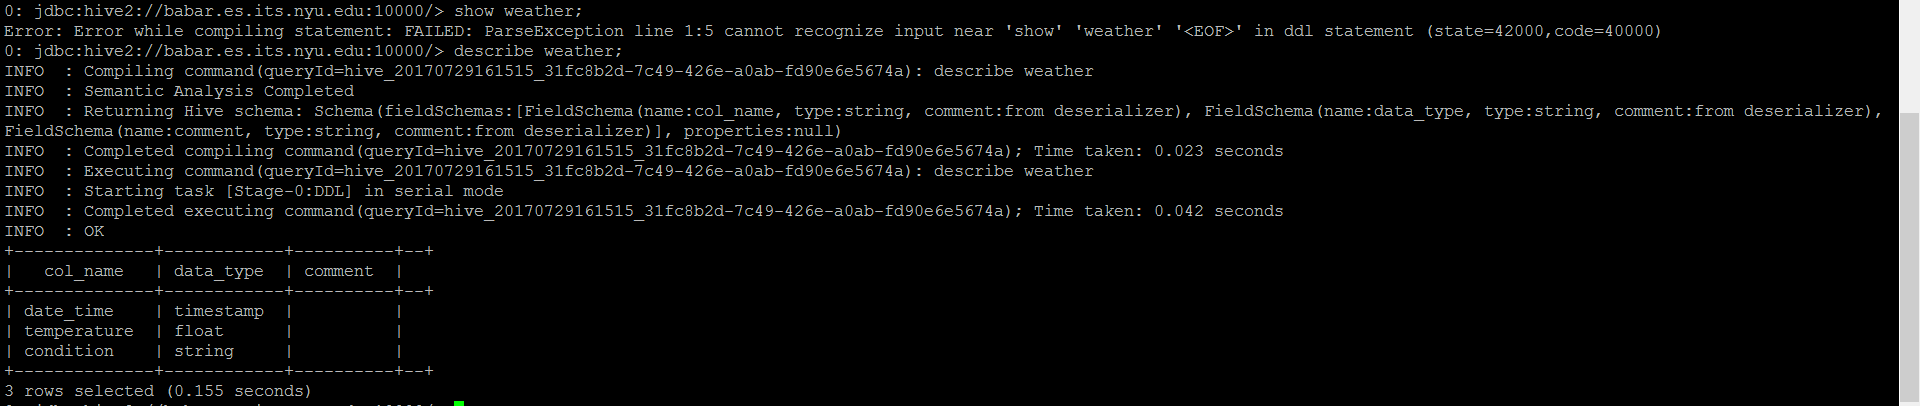 0: jdbc:hive2://babar.es.its.nyu.edu:10000/> show weather;
Error: Error while compiling statement: FAILED: ParseException line 1:5 cannot recognize input near 'show' 'weather' '<EOF>' in ddl statement (state=42000,code=40000)
0: jdbc:hive2://babar.es.its.nyu.edu:10000/> describe weather;
INFO  : Compiling command(queryId=hive_20170729161515_31fc8b2d-7c49-426e-a0ab-fd90e6e5674a): describe weather
INFO  : Semantic Analysis Completed
INFO  : Returning Hive schema: Schema(fieldSchemas:[FieldSchema(name:col_name, type:string, comment:from deserializer), FieldSchema(name:data_type, type:string, comment:from deserializer),
FieldSchema(name:comment, type:string, comment:from deserializer)], properties:null)
INFO  : Completed compiling command(queryId=hive_20170729161515_31fc8b2d-7c49-426e-a0ab-fd90e6e5674a); Time taken: 0.023 seconds
INFO  : Executing command(queryId=hive_20170729161515_31fc8b2d-7c49-426e-a0ab-fd90e6e5674a): describe weather
INFO  : Starting task [Stage-0:DDL] in serial mode
INFO  : Completed executing command(queryId=hive_20170729161515_31fc8b2d-7c49-426e-a0ab-fd90e6e5674a); Time taken: 0.042 seconds
INFO  : OK
+--------------+------------+----------+--+
|   col_name   | data_type  | comment  |
+--------------+------------+----------+--+
| date_time    | timestamp  |          |
| temperature  | float      |          |
| condition    | string     |          |
+--------------+------------+----------+--+
3 rows selected (0.155 seconds)